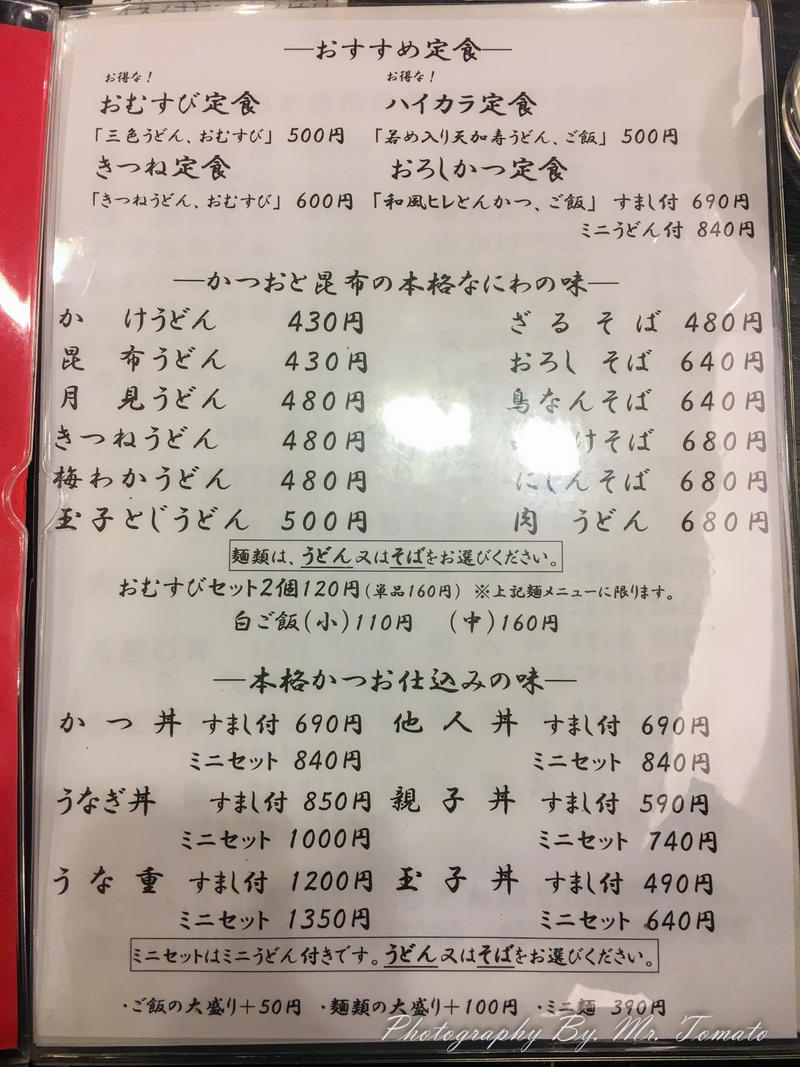 ―おすすめ定食―
お得な！ お得な！
おむすび定食 ハイカラ定食
「三色うどん、おむすび」 500円 「若め入り天加寿うどん、ご飯」 500円
きつね定食 おろしかつ定食
「きつねうどん、おむすび」 600円 「和風ヒレとんかつ、ご飯」 すまし付 690円
ミニうどん付 840円
―かつおと昆布の本格なにわの味―
かけうどん 430円 ざるそば 480円
昆布うどん 430円 おろしそば 640円
月見うどん 480円 鳥なんそば 640円
きつねうどん 480円 けそば 680円
梅わかうどん 480円 にしんそば 680円
玉子とじうどん 500円 肉うどん 680円
麺類は、うどん又はそばをお選びください。
おむすびセット2個120円(単品160円) ※上記麺メニューに限ります。
白ご飯(小)110円 (中)160円
―本格かつお仕込みの味―
かつ丼 すまし付 690円 他人丼 すまし付 690円
ミニセット 840円 ミニセット 840円
うなぎ丼 すまし付 850円 親子丼 すまし付 590円
ミニセット 1000円 ミニセット 740円
うな重 すまし付 1200円 玉子丼 すまし付 490円
ミニセット 1350円 ミニセット 640円
ミニセットはミニうどん付きです。うどん又はそばをお選びください。
・ご飯の大盛り＋50円 ・麺類の大盛り＋100円 ・ミニ麺 390円
Photography By. Mr. Tomato